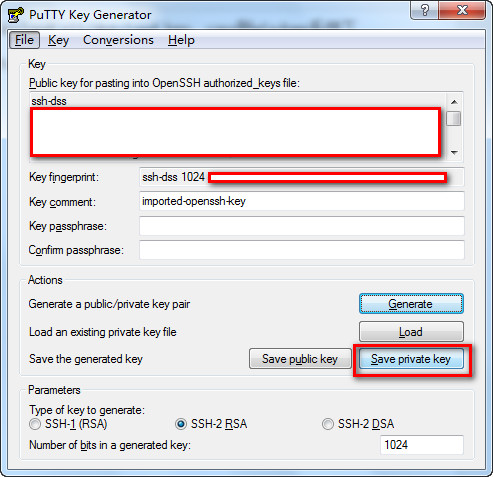 PuTTY Key Generator
File Key Conversions Help
Key
Public key for pasting into OpenSSH authorized_keys file:
ssh-dss
Key fingerprint: ssh-dss 1024
Key comment: imported-openssh-key
Key passphrase:
Confirm passphrase:
Actions
Generate a public/private key pair Generate
Load an existing private key file Load
Save the generated key Save public key Save private key
Parameters
Type of key to generate:
SSH-1 (RSA) SSH-2 RSA SSH-2 DSA
Number of bits in a generated key: 1024